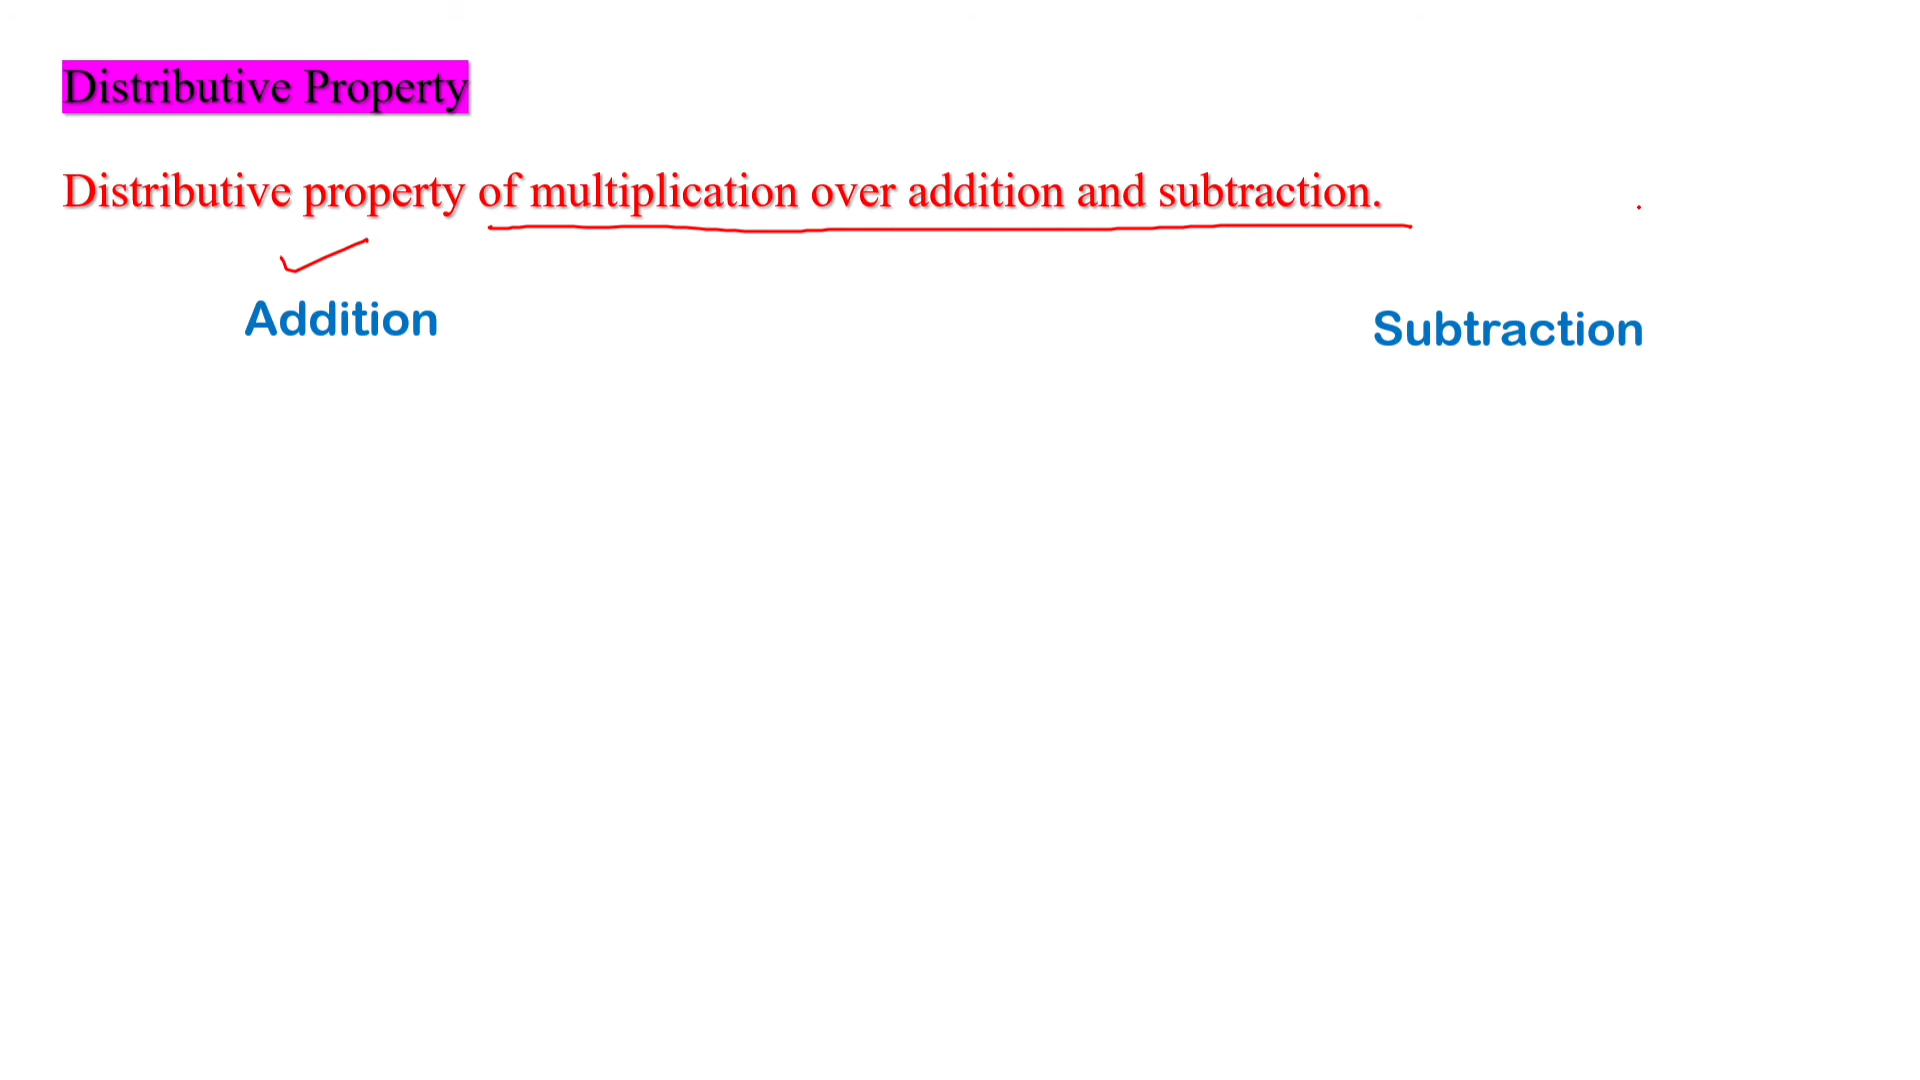 Distributive Property
Distributive property of multiplication over addition and subtraction.
Addition
Subtraction